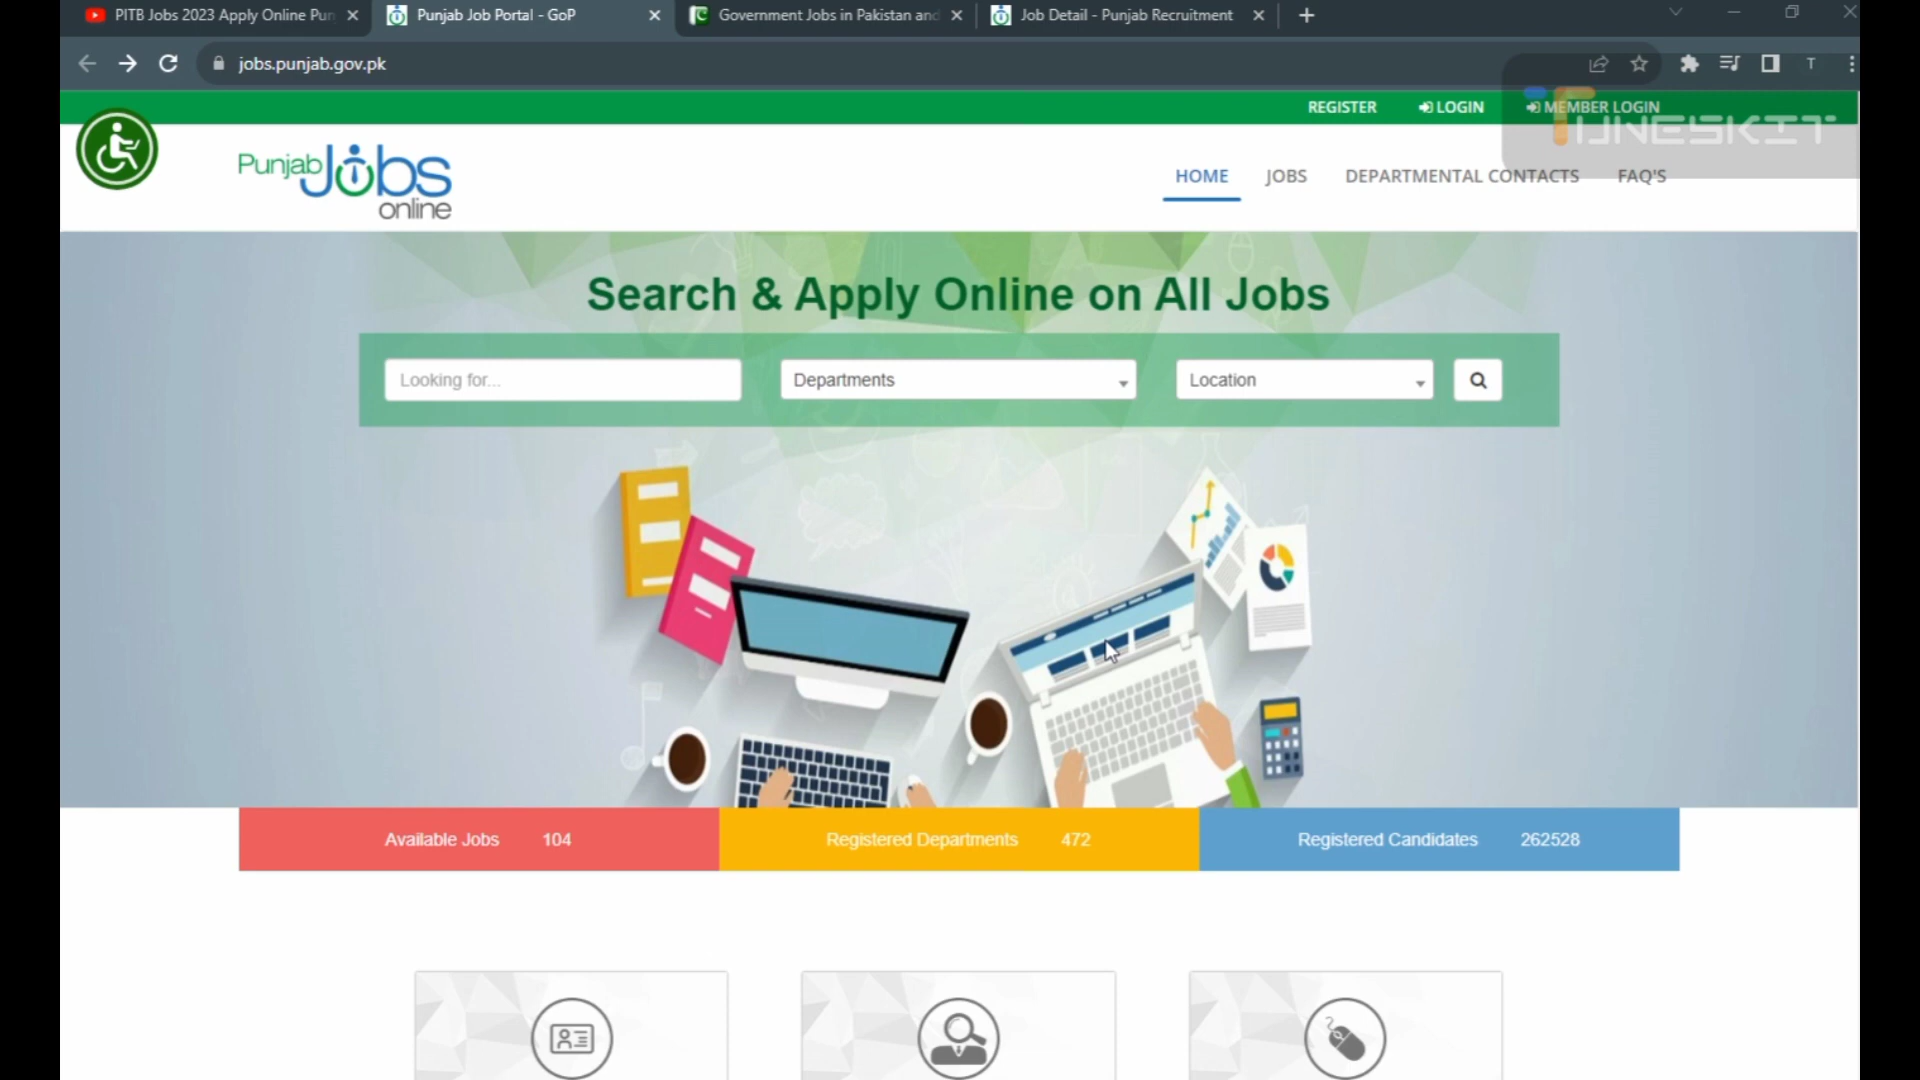 PITB Jobs 2023 Apply Online Pun
Punjab Job Portal - GoP
Government Jobs in Pakistan and
Job Detail - Punjab Recruitment
jobs.punjab.gov.pk
T
REGISTER
LOGIN
MEMBER LOGIN
TUNESKIT
Punjab Jobs online
HOME
JOBS
DEPARTMENTAL CONTACTS
FAQ'S
Search & Apply Online on All Jobs
Looking for...
Departments
Location
Available Jobs 104
Registered Departments 472
Registered Candidates 262528